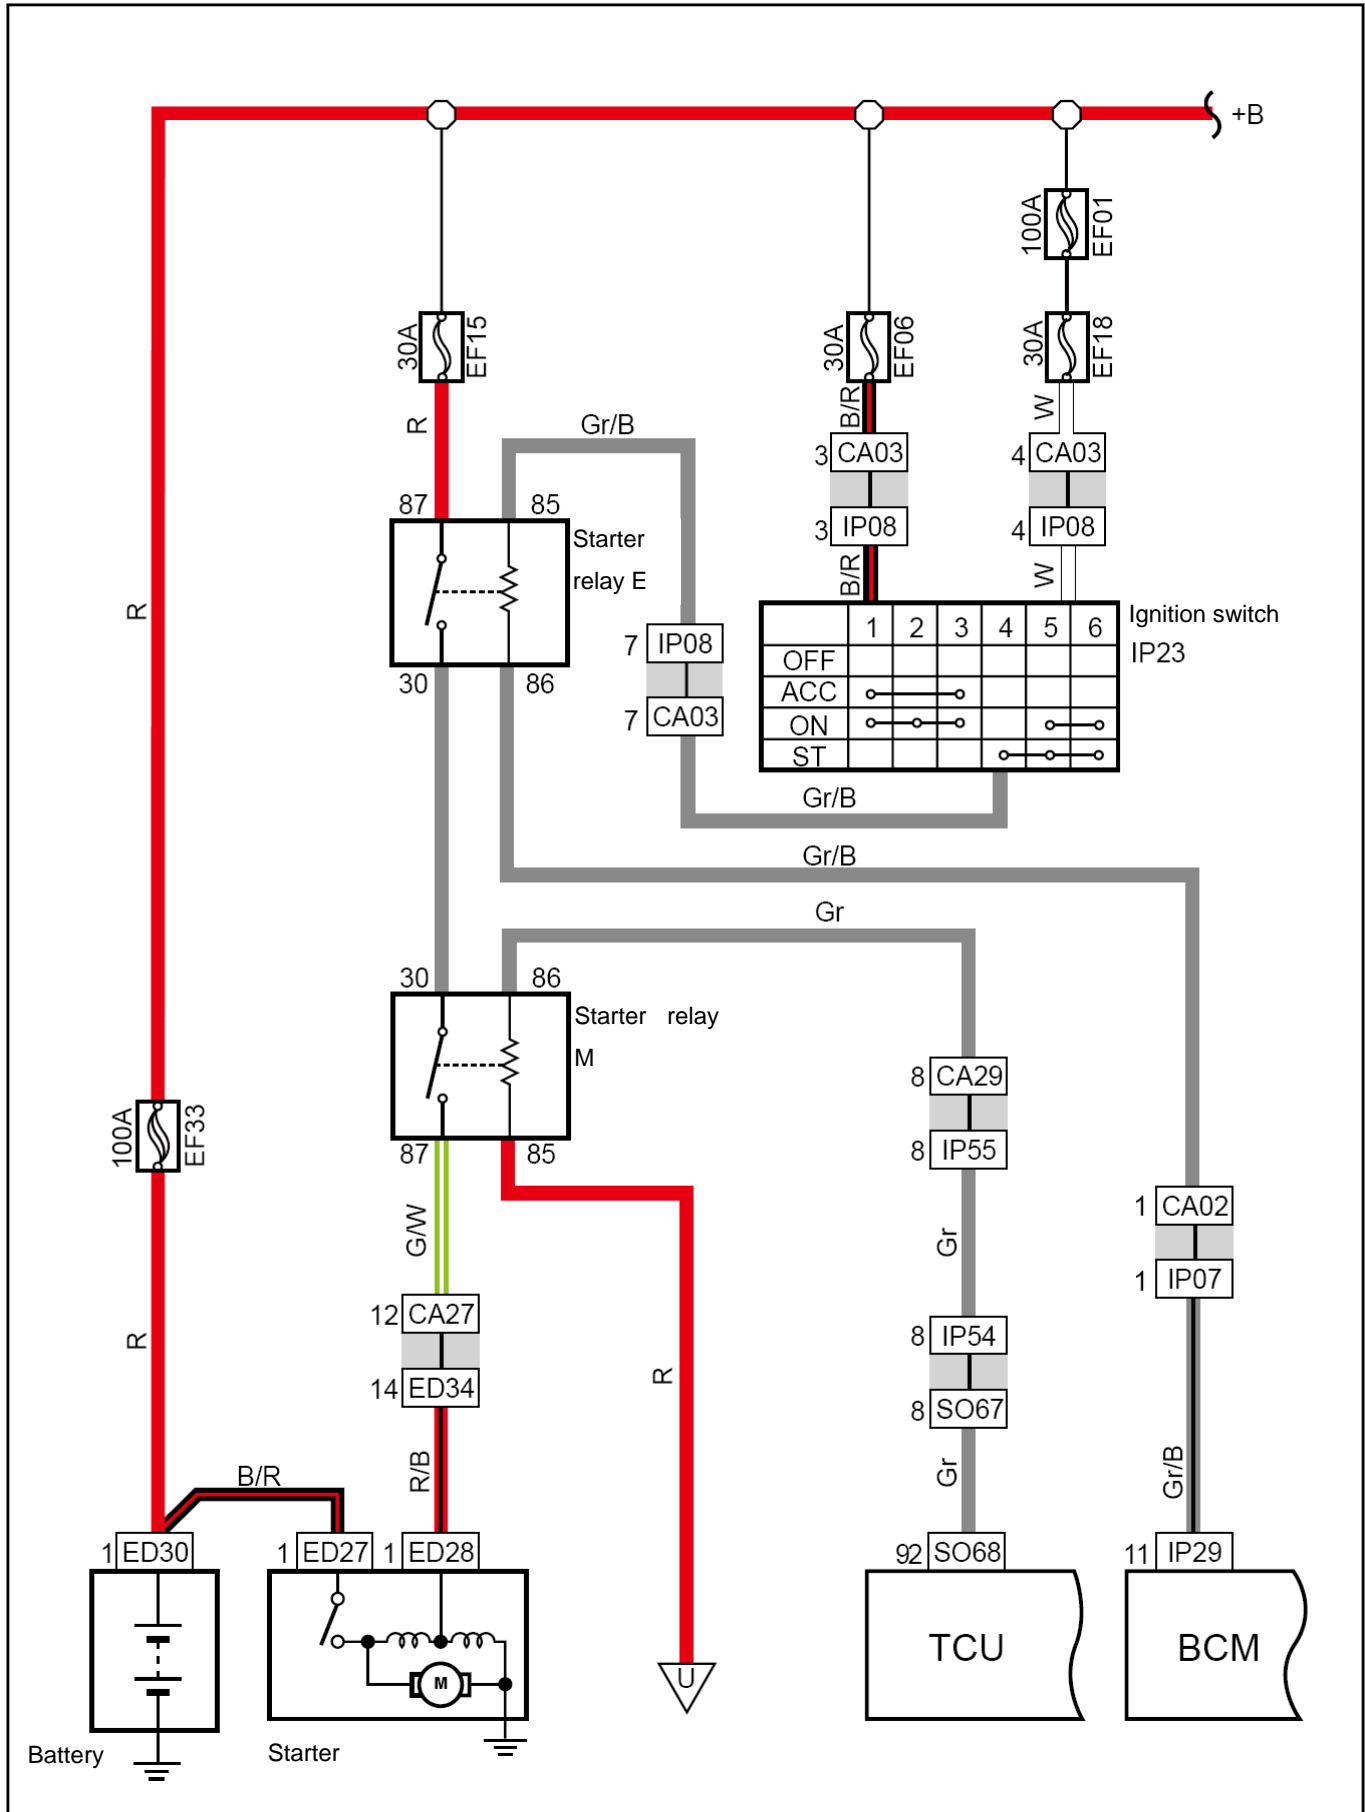 +B
100A
EF01
30A
EF15
30A
EF06
30A
EF18
R
Gr/B
B/R
W
3
CA03
4
CA03
87
85
3
IP08
4
IP08
Starter
relay E
B/R
W
R
1
2
3
4
5
6
Ignition switch
IP23
OFF
ACC
ON
ST
7
IP08
7
CA03
30
86
Gr/B
Gr/B
Gr
30
86
Starter relay
M
8
CA29
8
IP55
100A
EF33
87
85
1
CA02
1
IP07
G/W
Gr
12
CA27
8
IP54
R
R
14
ED34
8
SO67
R/B
Gr
Gr/B
B/R
1
ED30
1
ED27
1
ED28
92
SO68
11
IP29
M
U
TCU
BCM
Battery
Starter